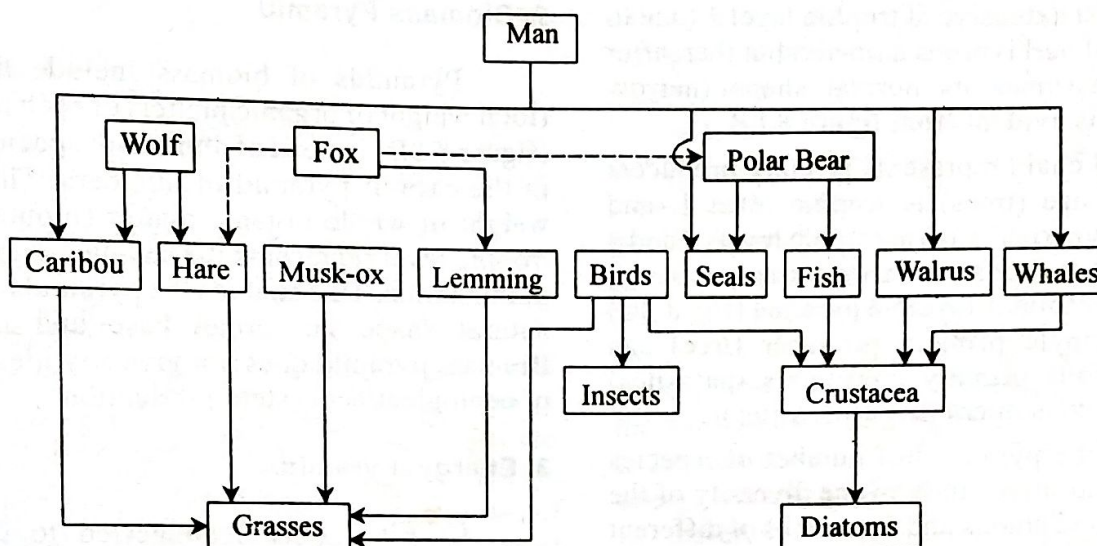 Man
Wolf
Fox
Polar Bear
Caribou
Hare
Musk-ox
Lemming
Birds
Seals
Fish
Walrus
Whales
Insects
Crustacea
Grasses
Diatoms